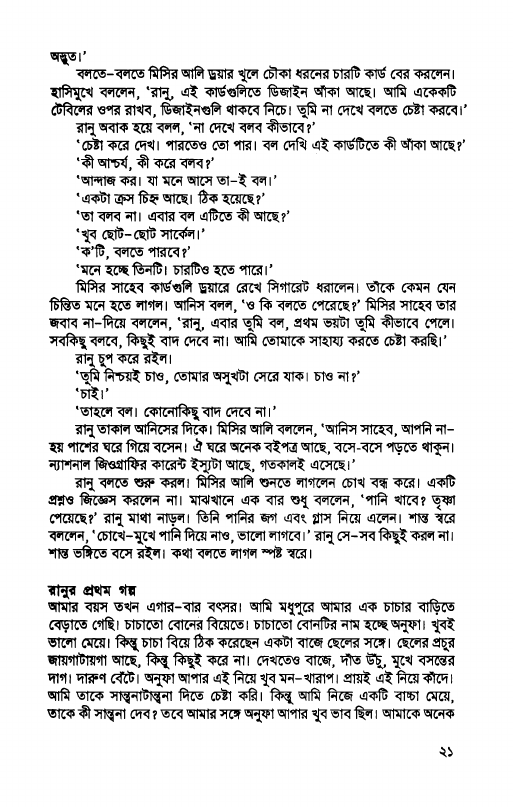 অদ্ভুত।’
বলতে-বলতে মিসির আলি ড্রয়ার খুলে চৌকা ধরনের চারটি কার্ড বের করলেন।
হাসিমুখে বললেন, ‘রানু, এই কার্ডগুলিতে ডিজাইন আঁকা আছে। আমি একেকটি
টেবিলের ওপর রাখব, ডিজাইনগুলি থাকবে নিচে। তুমি না দেখে বলতে চেষ্টা করবে।’
রানু অবাক হয়ে বলল, ‘না দেখে বলব কীভাবে?’
‘চেষ্টা করে দেখ। পারতেও তো পার। বল দেখি এই কার্ডটিতে কী আঁকা আছে?’
‘কী আশ্চর্য, কী করে বলব?’
‘আন্দাজ কর। যা মনে আসে তা-ই বল।’
‘একটা ক্রস চিহ্ন আছে। ঠিক হয়েছে?’
‘তা বলব না। এবার বল এটিতে কী আছে?’
‘খুব ছোট-ছোট সার্কেল।’
‘ক’টি, বলতে পারবে?’
‘মনে হচ্ছে তিনটি। চারটিও হতে পারে।’
মিসির সাহেব কার্ডগুলি ড্রয়ারে রেখে সিগারেট ধরালেন। তাঁকে কেমন যেন
চিন্তিত মনে হতে লাগল। আনিস বলল, ‘ও কি বলতে পেরেছে?’ মিসির সাহেব তার
জবাব না-দিয়ে বললেন, ‘রানু, এবার তুমি বল, প্রথম ভয়টা তুমি কীভাবে পেলে।
সবকিছু বলবে, কিছুই বাদ দেবে না। আমি তোমাকে সাহায্য করতে চেষ্টা করছি।’
রানু চুপ করে রইল।
‘তুমি নিশ্চয়ই চাও, তোমার অসুখটা সেরে যাক। চাও না?’
‘চাই।’
‘তাহলে বল। কোনোকিছু বাদ দেবে না।’
রানু তাকাল আনিসের দিকে। মিসির আলি বললেন, ‘আনিস সাহেব, আপনি না-
হয় পাশের ঘরে গিয়ে বসেন। ঐ ঘরে অনেক বইপত্র আছে, বসে-বসে পড়তে থাকুন।
ন্যাশনাল জিওগ্রাফির কারেন্ট ইস্যুটা আছে, গতকালই এসেছে।’
রানু বলতে শুরু করল। মিসির আলি শুনতে লাগলেন চোখ বন্ধ করে। একটি
প্রশ্নও জিজ্ঞেস করলেন না। মাঝখানে এক বার শুধু বললেন, ‘পানি খাবে? তৃষ্ণা
পেয়েছে?’ রানু মাথা নাড়ল। তিনি পানির জগ এবং গ্লাস নিয়ে এলেন। শান্ত স্বরে
বললেন, ‘চোখে-মুখে পানি দিয়ে নাও, ভালো লাগবে।’ রানু সে-সব কিছুই করল না।
শান্ত ভঙ্গিতে বসে রইল। কথা বলতে লাগল স্পষ্ট স্বরে।
রানুর প্রথম গল্প
আমার বয়স তখন এগার-বার বৎসর। আমি মধুপুরে আমার এক চাচার বাড়িতে
বেড়াতে গেছি। চাচাতো বোনের বিয়েতে। চাচাতো বোনটির নাম হচ্ছে অনুফা। খুবই
ভালো মেয়ে। কিন্তু চাচা বিয়ে ঠিক করেছেন একটা বাজে ছেলের সঙ্গে। ছেলের প্রচুর
জায়গাটায়গা আছে, কিন্তু কিছুই করে না। দেখতেও বাজে, দাঁত উঁচু, মুখে বসন্তের
দাগ। দারুণ বেঁটে। অনুফা আপার এই নিয়ে খুব মন-খারাপ। প্রায়ই এই নিয়ে কাঁদে।
আমি তাকে সান্ত্বনাটান্ত্বনা দিতে চেষ্টা করি। কিন্তু আমি নিজে একটি বাচ্চা মেয়ে,
তাকে কী সান্ত্বনা দেব? তবে আমার সঙ্গে অনুফা আপার খুব ভাব ছিল। আমাকে অনেক
২১